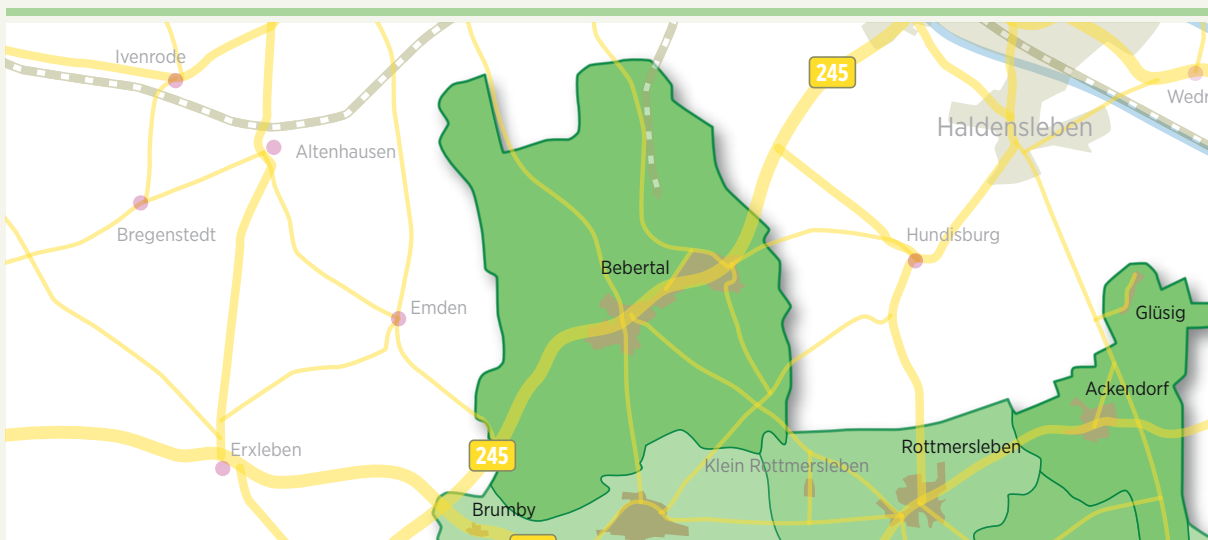 Ivenrode
245
Wedr
Haldensleben
Altenhausen
Bregenstedt
Hundisburg
Bebertal
Emden
Glüsig
Ackendorf
Erxleben
245
Rottmersleben
Klein Rottmersleben
Brumby